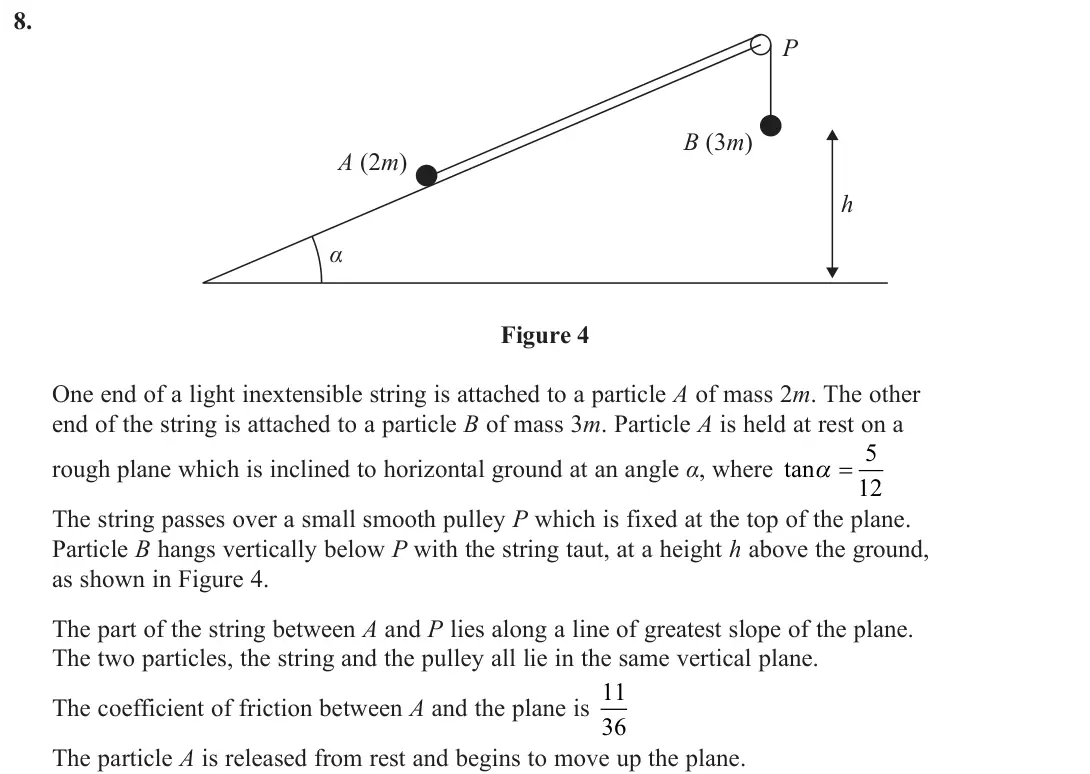 8.
P
B (3m)
A (2m)
h
α
Figure 4
One end of a light inextensible string is attached to a particle A of mass 2m. The other
end of the string is attached to a particle B of mass 3m. Particle A is held at rest on a
rough plane which is inclined to horizontal ground at an angle α, where tan α = 5/12
The string passes over a small smooth pulley P which is fixed at the top of the plane.
Particle B hangs vertically below P with the string taut, at a height h above the ground,
as shown in Figure 4.
The part of the string between A and P lies along a line of greatest slope of the plane.
The two particles, the string and the pulley all lie in the same vertical plane.
The coefficient of friction between A and the plane is 11/36
The particle A is released from rest and begins to move up the plane.